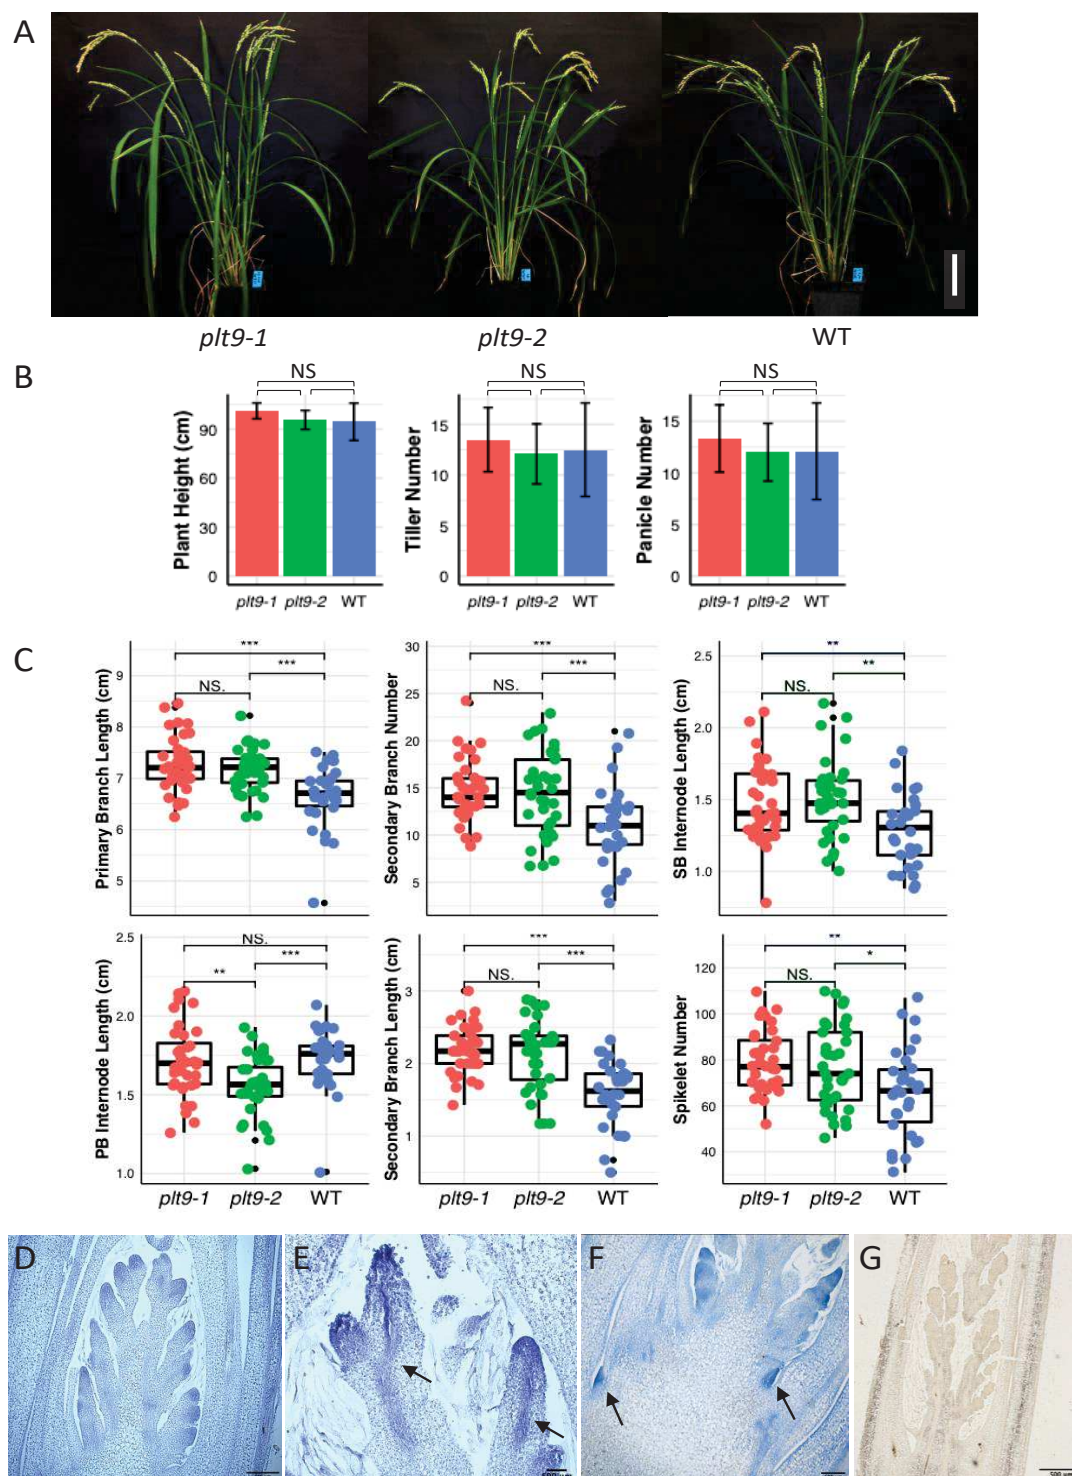 A
plt9-1 plt9-2 WT
B
NS NS NS
Plant Height (cm)
90
60
30
0
plt9-1 plt9-2 WT
Tiller Number
15
10
5
0
plt9-1 plt9-2 WT
Panicle Number
15
10
5
0
plt9-1 plt9-2 WT
C
Primary Branch Length (cm)
9
8
7
6
5
***
***
NS.
Secondary Branch Number
30
25
20
15
10
5
***
***
NS.
SB Internode Length (cm)
2.5
2.0
1.5
1.0
**
**
NS.
PB Internode Length (cm)
2.5
2.0
1.5
1.0
NS.
***
**
plt9-1 plt9-2 WT
Secondary Branch Length (cm)
3
2
1
***
***
NS.
plt9-1 plt9-2 WT
Spikelet Number
120
100
80
60
40
**
*
NS.
plt9-1 plt9-2 WT
D E F G